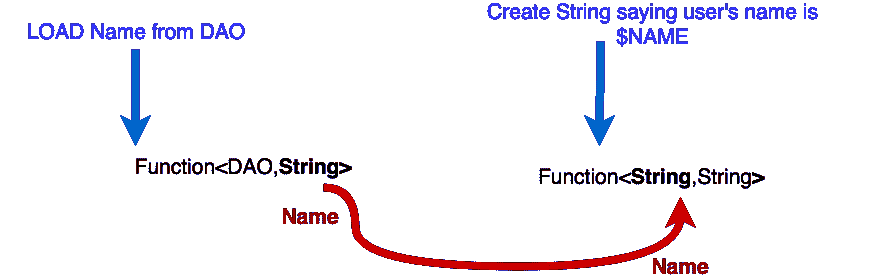 LOAD Name from DAO
Create String saying user's name is
$NAME
Function<DAO,String>
Function<String,String>
Name
Name